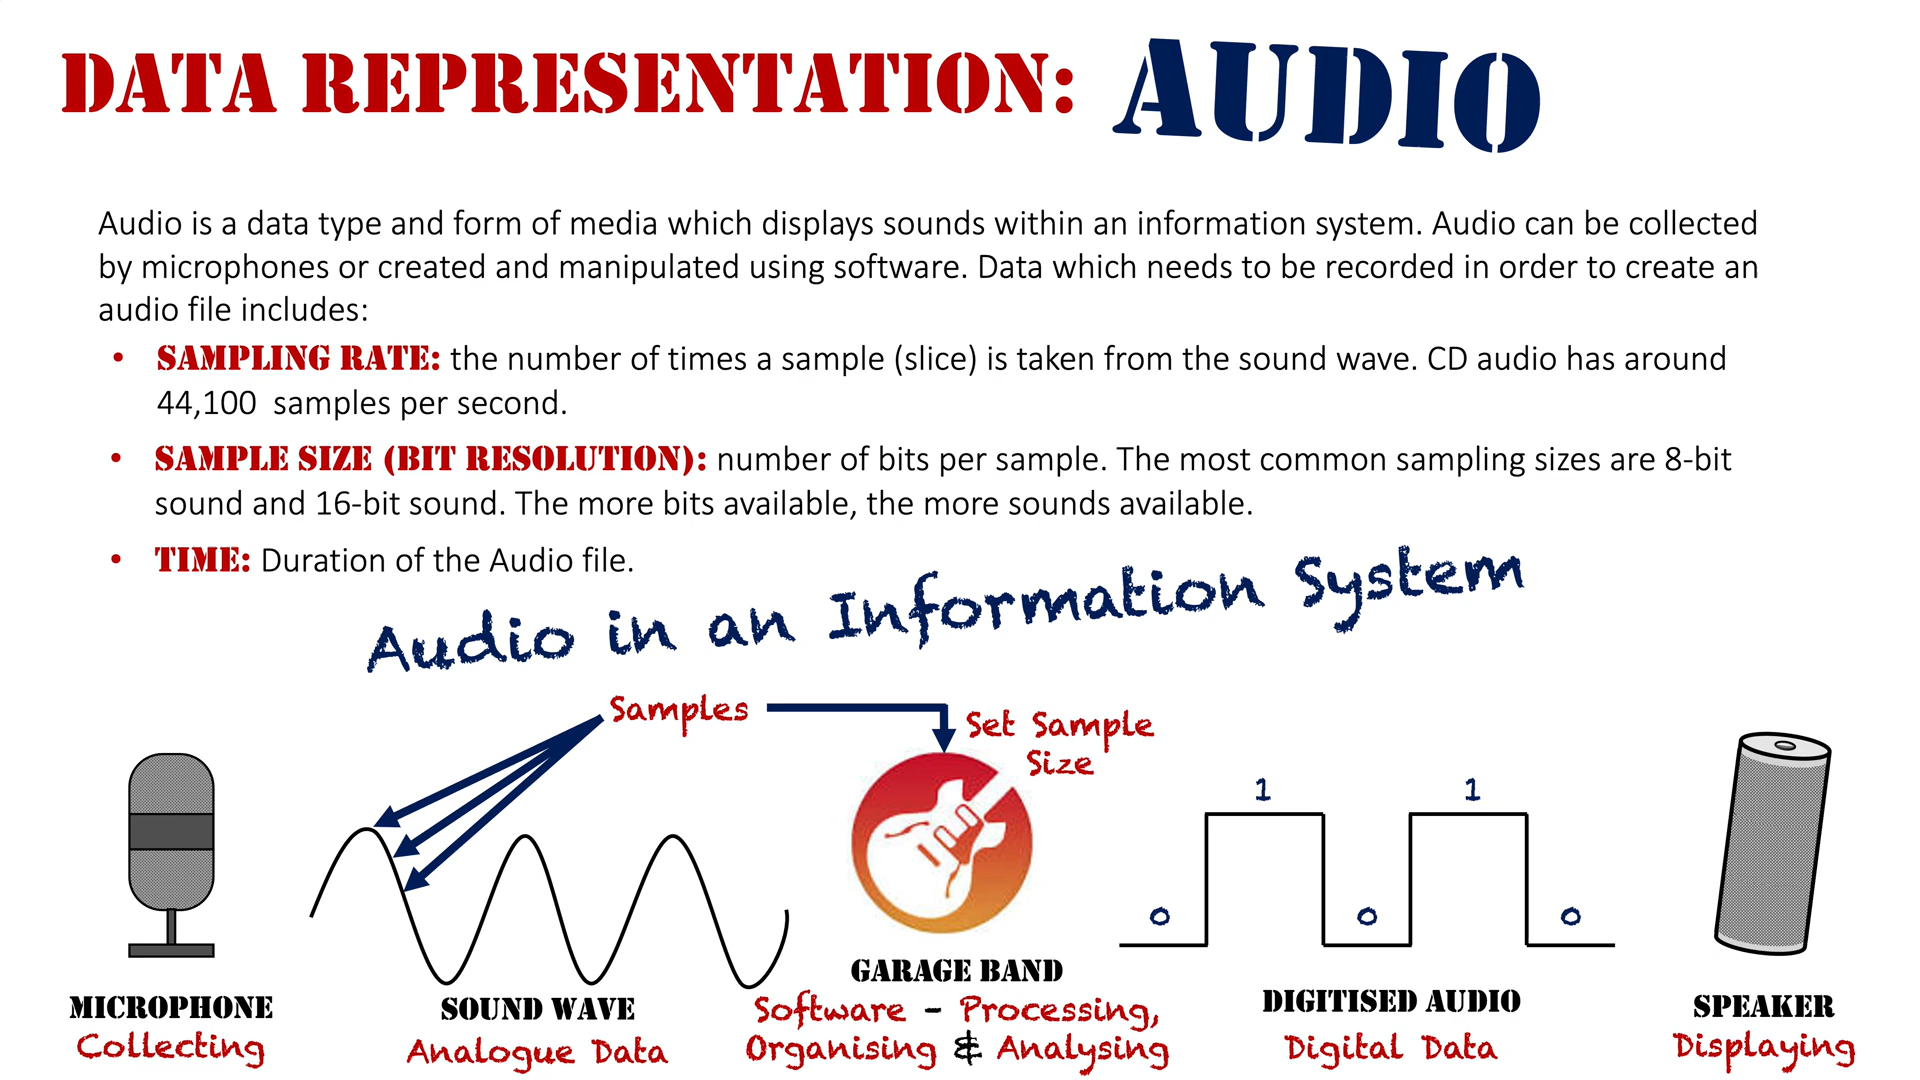 DATA REPRESENTATION: AUDIO
Audio is a data type and form of media which displays sounds within an information system. Audio can be collected
by microphones or created and manipulated using software. Data which needs to be recorded in order to create an
audio file includes:
• SAMPLING RATE: the number of times a sample (slice) is taken from the sound wave. CD audio has around
44,100 samples per second.
• SAMPLE SIZE (BIT RESOLUTION): number of bits per sample. The most common sampling sizes are 8-bit
sound and 16-bit sound. The more bits available, the more sounds available.
• TIME: Duration of the Audio file.
Audio in an Information System
Samples
Set Sample
Size
1 1
0 0 0
MICROPHONE
Collecting
SOUND WAVE
Analogue Data
GARAGE BAND
Software - Processing,
Organising & Analysing
DIGITISED AUDIO
Digital Data
SPEAKER
Displaying